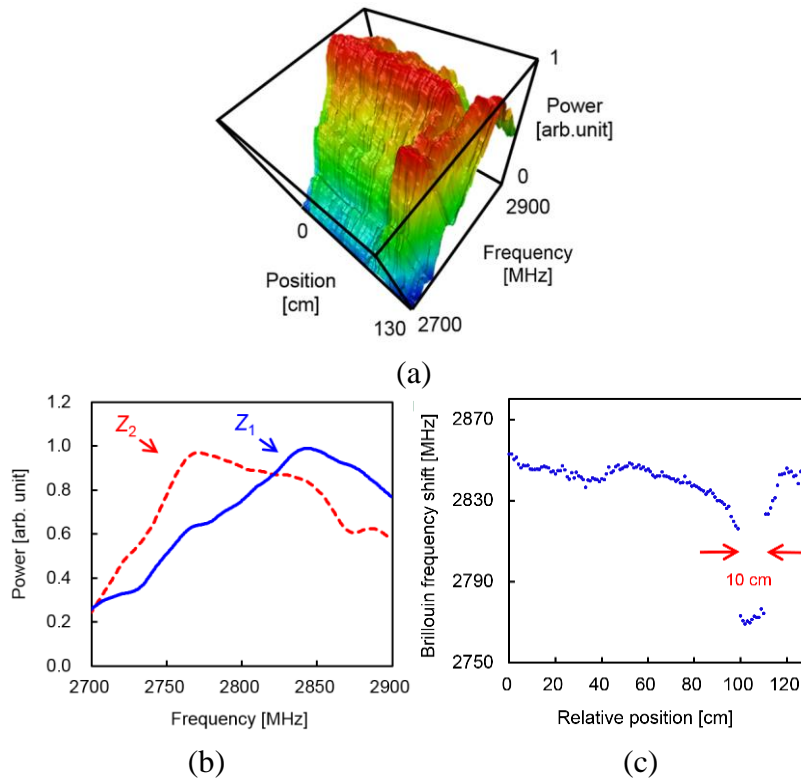 1
Power
[arb.unit]
0
2900
0
Frequency
[MHz]
Position
[cm]
130 2700
(a)
1.2
1.0
0.8
0.6
0.4
0.2
0.0
Power [arb. unit]
Z2
Z1
2700 2750 2800 2850 2900
Frequency [MHz]
(b)
2870
2830
2790
2750
Brillouin frequency shift [MHz]
10 cm
0 20 40 60 80 100 120
Relative position [cm]
(c)